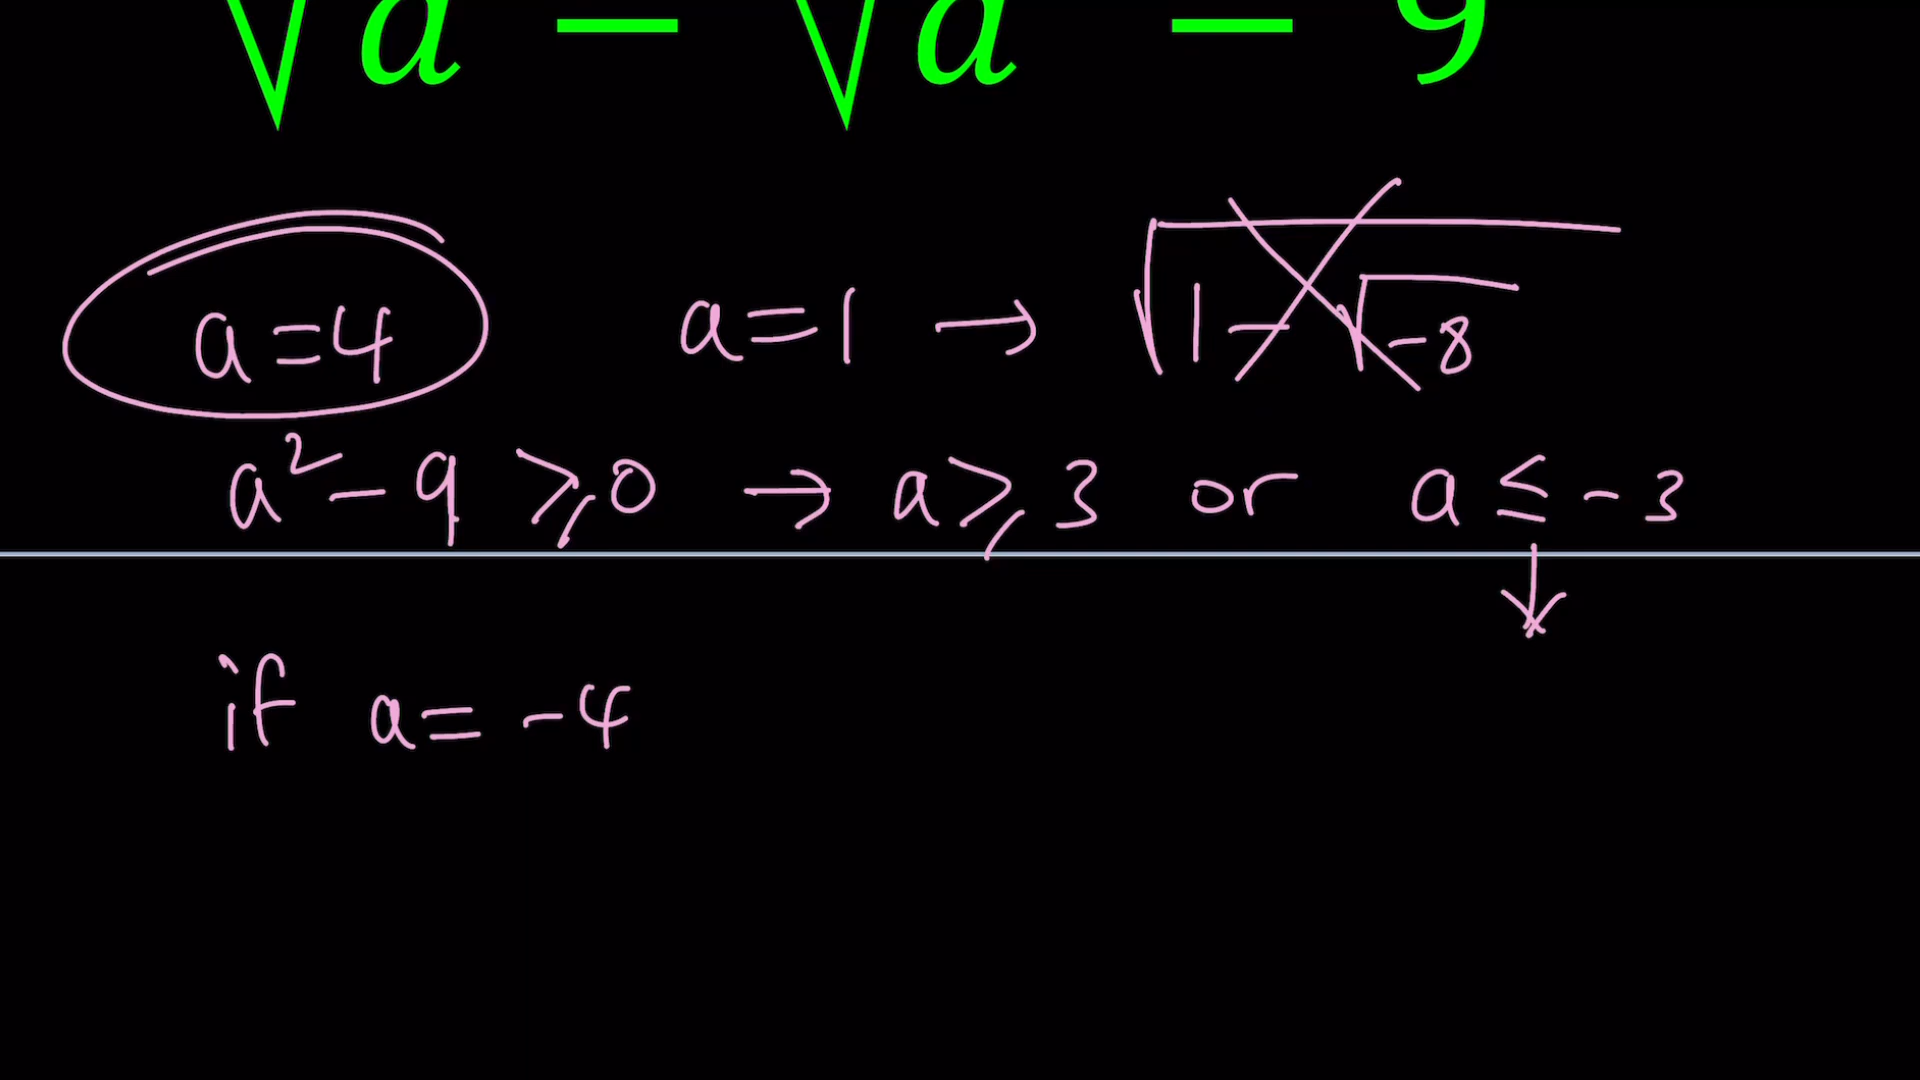 √a − √a − 9
a=4 a=1 → √1-√-8
a²-9 ⩾0 → a⩾3 or a ≤ -3
↓
if a= -4